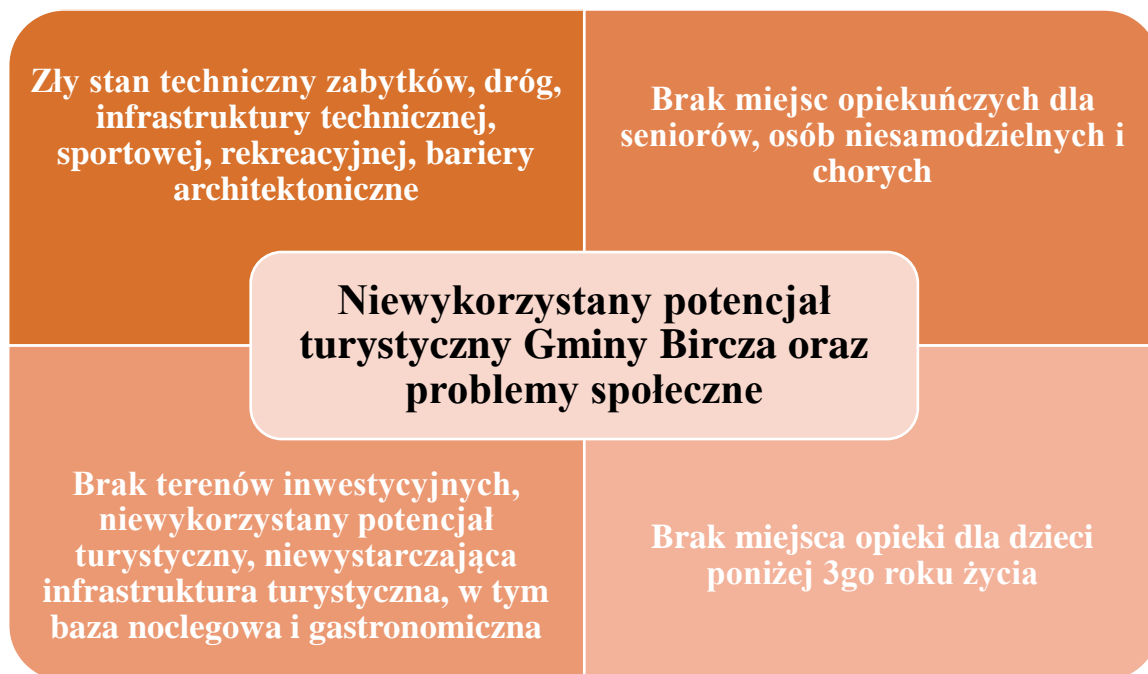 Zły stan techniczny zabytków, dróg,
infrastruktury technicznej,
sportowej, rekreacyjnej, bariery
architektoniczne
Brak miejsc opiekuńczych dla
seniorów, osób niesamodzielnych i
chorych
Niewykorzystany potencjał
turystyczny Gminy Bircza oraz
problemy społeczne
Brak terenów inwestycyjnych,
niewykorzystany potencjał
turystyczny, niewystarczająca
infrastruktura turystyczna, w tym
baza noclegowa i gastronomiczna
Brak miejsca opieki dla dzieci
poniżej 3go roku życia